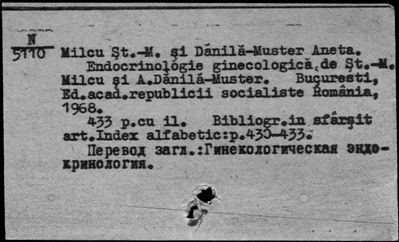 N
5110 Milcu Şt.-M. şi Dănilă-Muster Aneta.
Endocrinologie ginecologică,de Şt.-M.
Milcu şi A.Dănilă-Muster. Bucureşti,
Ed.acad.republicii socialiste România,
1968.
433 p.cu il. Bibliogr.in sfârşit
art.Index alfabetic:p.430-433.
Перевод загл.:Гинекологическая эндо-
кринология.